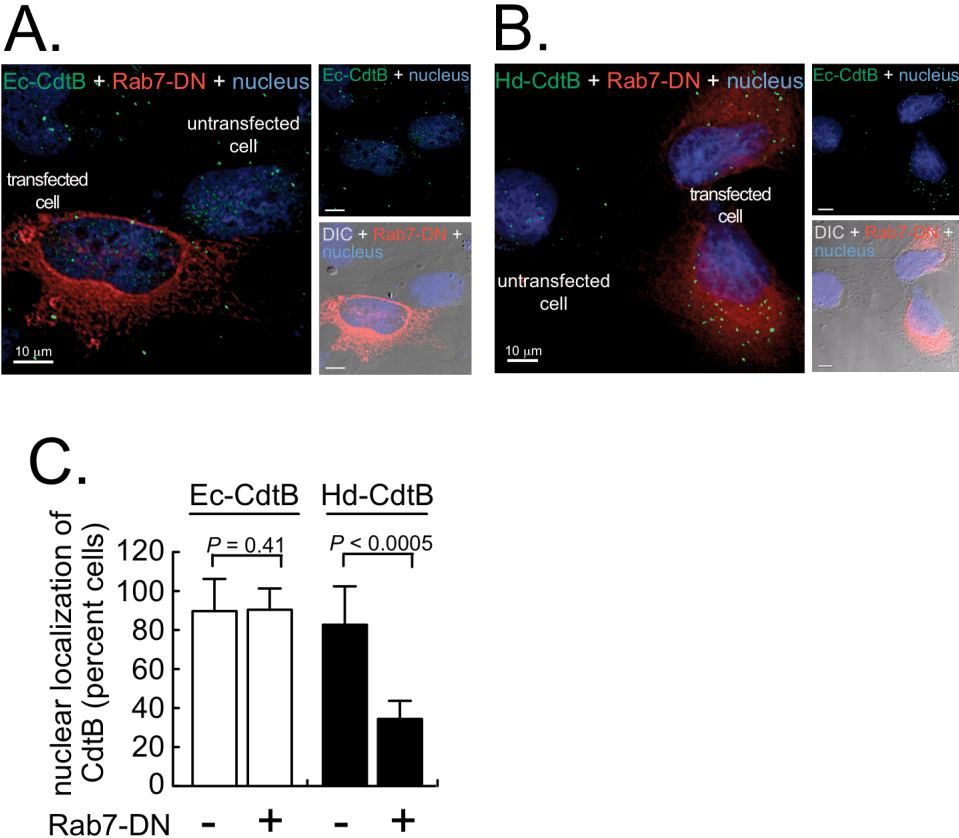 A.
Ec-CdtB + Rab7-DN + nucleus
untransfected
cell
transfected
cell
10 µm
Ec-CdtB + nucleus
DIC + Rab7-DN +
nucleus
B.
Hd-CdtB + Rab7-DN + nucleus
transfected
cell
untransfected
cell
10 µm
Ec-CdtB + nucleus
DIC + Rab7-DN +
nucleus
C.
Ec-CdtB
Hd-CdtB
P = 0.41
P < 0.0005
nuclear localization of
CdtB (percent cells)
120
100
80
60
40
20
0
Rab7-DN - + - +